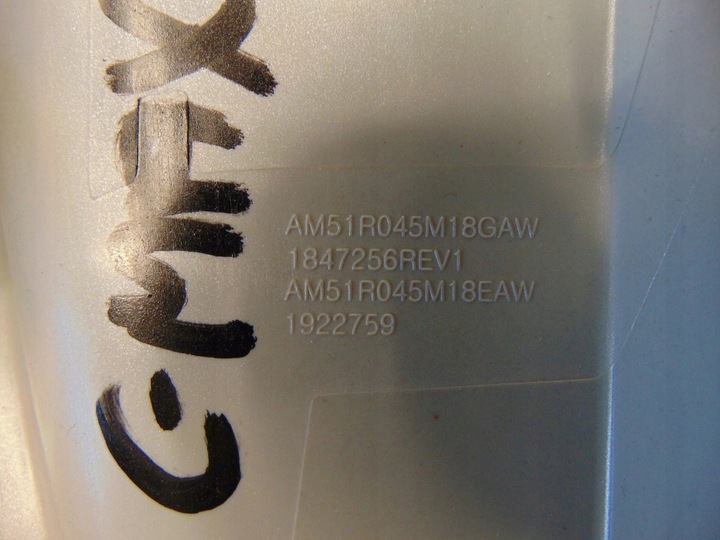 C-MAX
AM51R045M18GAW
1847256REV1
AM51R045M18EAW
1922759